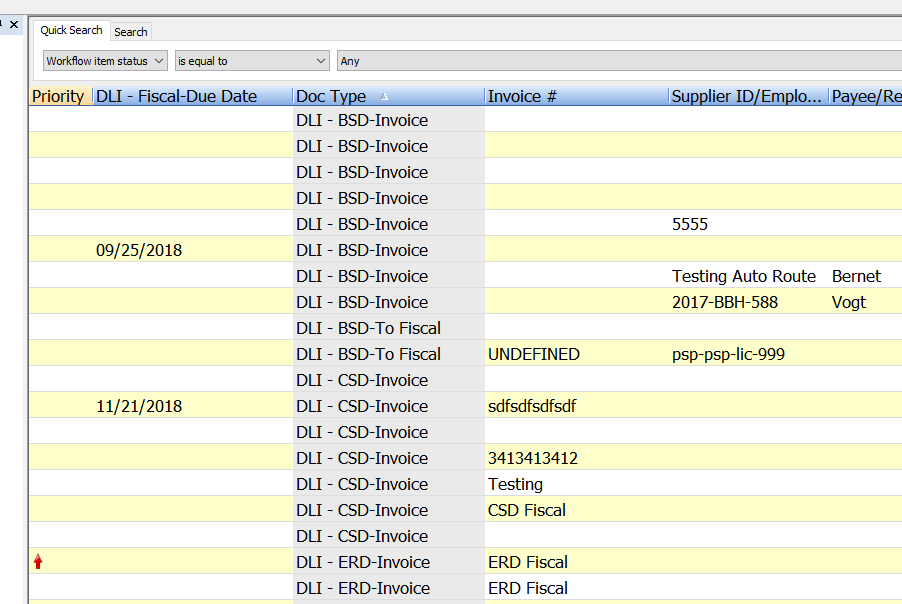 Quick Search Search
Workflow item status is equal to Any
Priority DLI - Fiscal-Due Date Doc Type Invoice # Supplier ID/Emplo... Payee/Re
DLI - BSD-Invoice
DLI - BSD-Invoice
DLI - BSD-Invoice
DLI - BSD-Invoice
DLI - BSD-Invoice 5555
09/25/2018 DLI - BSD-Invoice
DLI - BSD-Invoice Testing Auto Route Bernet
DLI - BSD-Invoice 2017-BBH-588 Vogt
DLI - BSD-To Fiscal
DLI - BSD-To Fiscal UNDEFINED psp-psp-lic-999
DLI - CSD-Invoice
11/21/2018 DLI - CSD-Invoice sdfsdfsdfsdf
DLI - CSD-Invoice
DLI - CSD-Invoice 3413413412
DLI - CSD-Invoice Testing
DLI - CSD-Invoice CSD Fiscal
DLI - CSD-Invoice
DLI - ERD-Invoice ERD Fiscal
DLI - ERD-Invoice ERD Fiscal